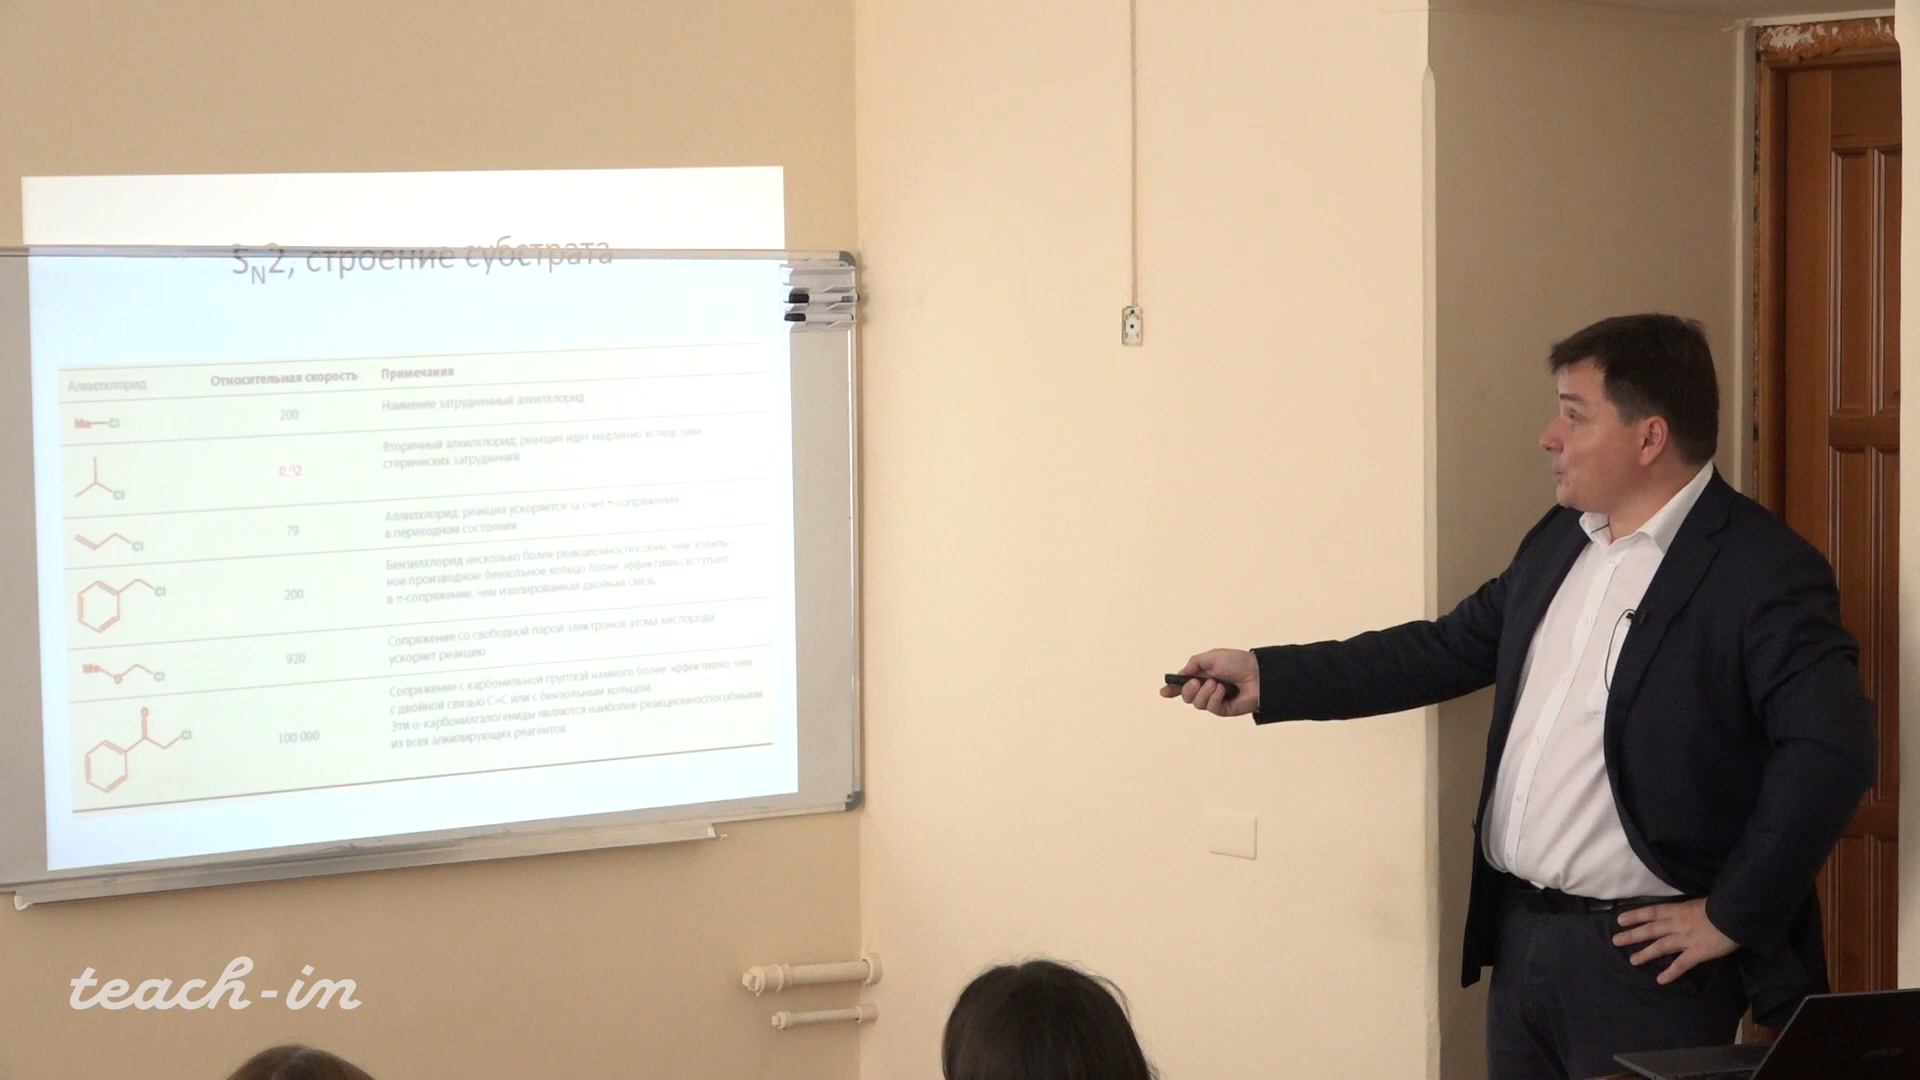 S_N2, строение субстрата
Алкилхлорид Относительная скорость Примечания
Me—Cl 200 Наименее затрудненный алкилхлорид
Cl 0,02 Вторичный алкилхлорид; реакция идет медленно вследствие
стерических затруднений
Cl 79 Аллилхлорид; реакция ускоряется за счет π-сопряжения
в переходном состоянии
Cl 200 Бензилхлорид несколько более реакционноспособен, чем аллиль-
ное производное: бензольное кольцо более эффективно вступает
в π-сопряжение, чем изолированная двойная связь
Me O Cl 920 Сопряжение со свободной парой электронов атома кислорода
ускоряет реакцию
O Cl 100 000 Сопряжение с карбонильной группой намного более эффективно, чем
с двойной связью C=C или с бензольным кольцом.
Эти α-карбонилгалогениды являются наиболее реакционноспособными
из всех алкилирующих реагентов
teach-in